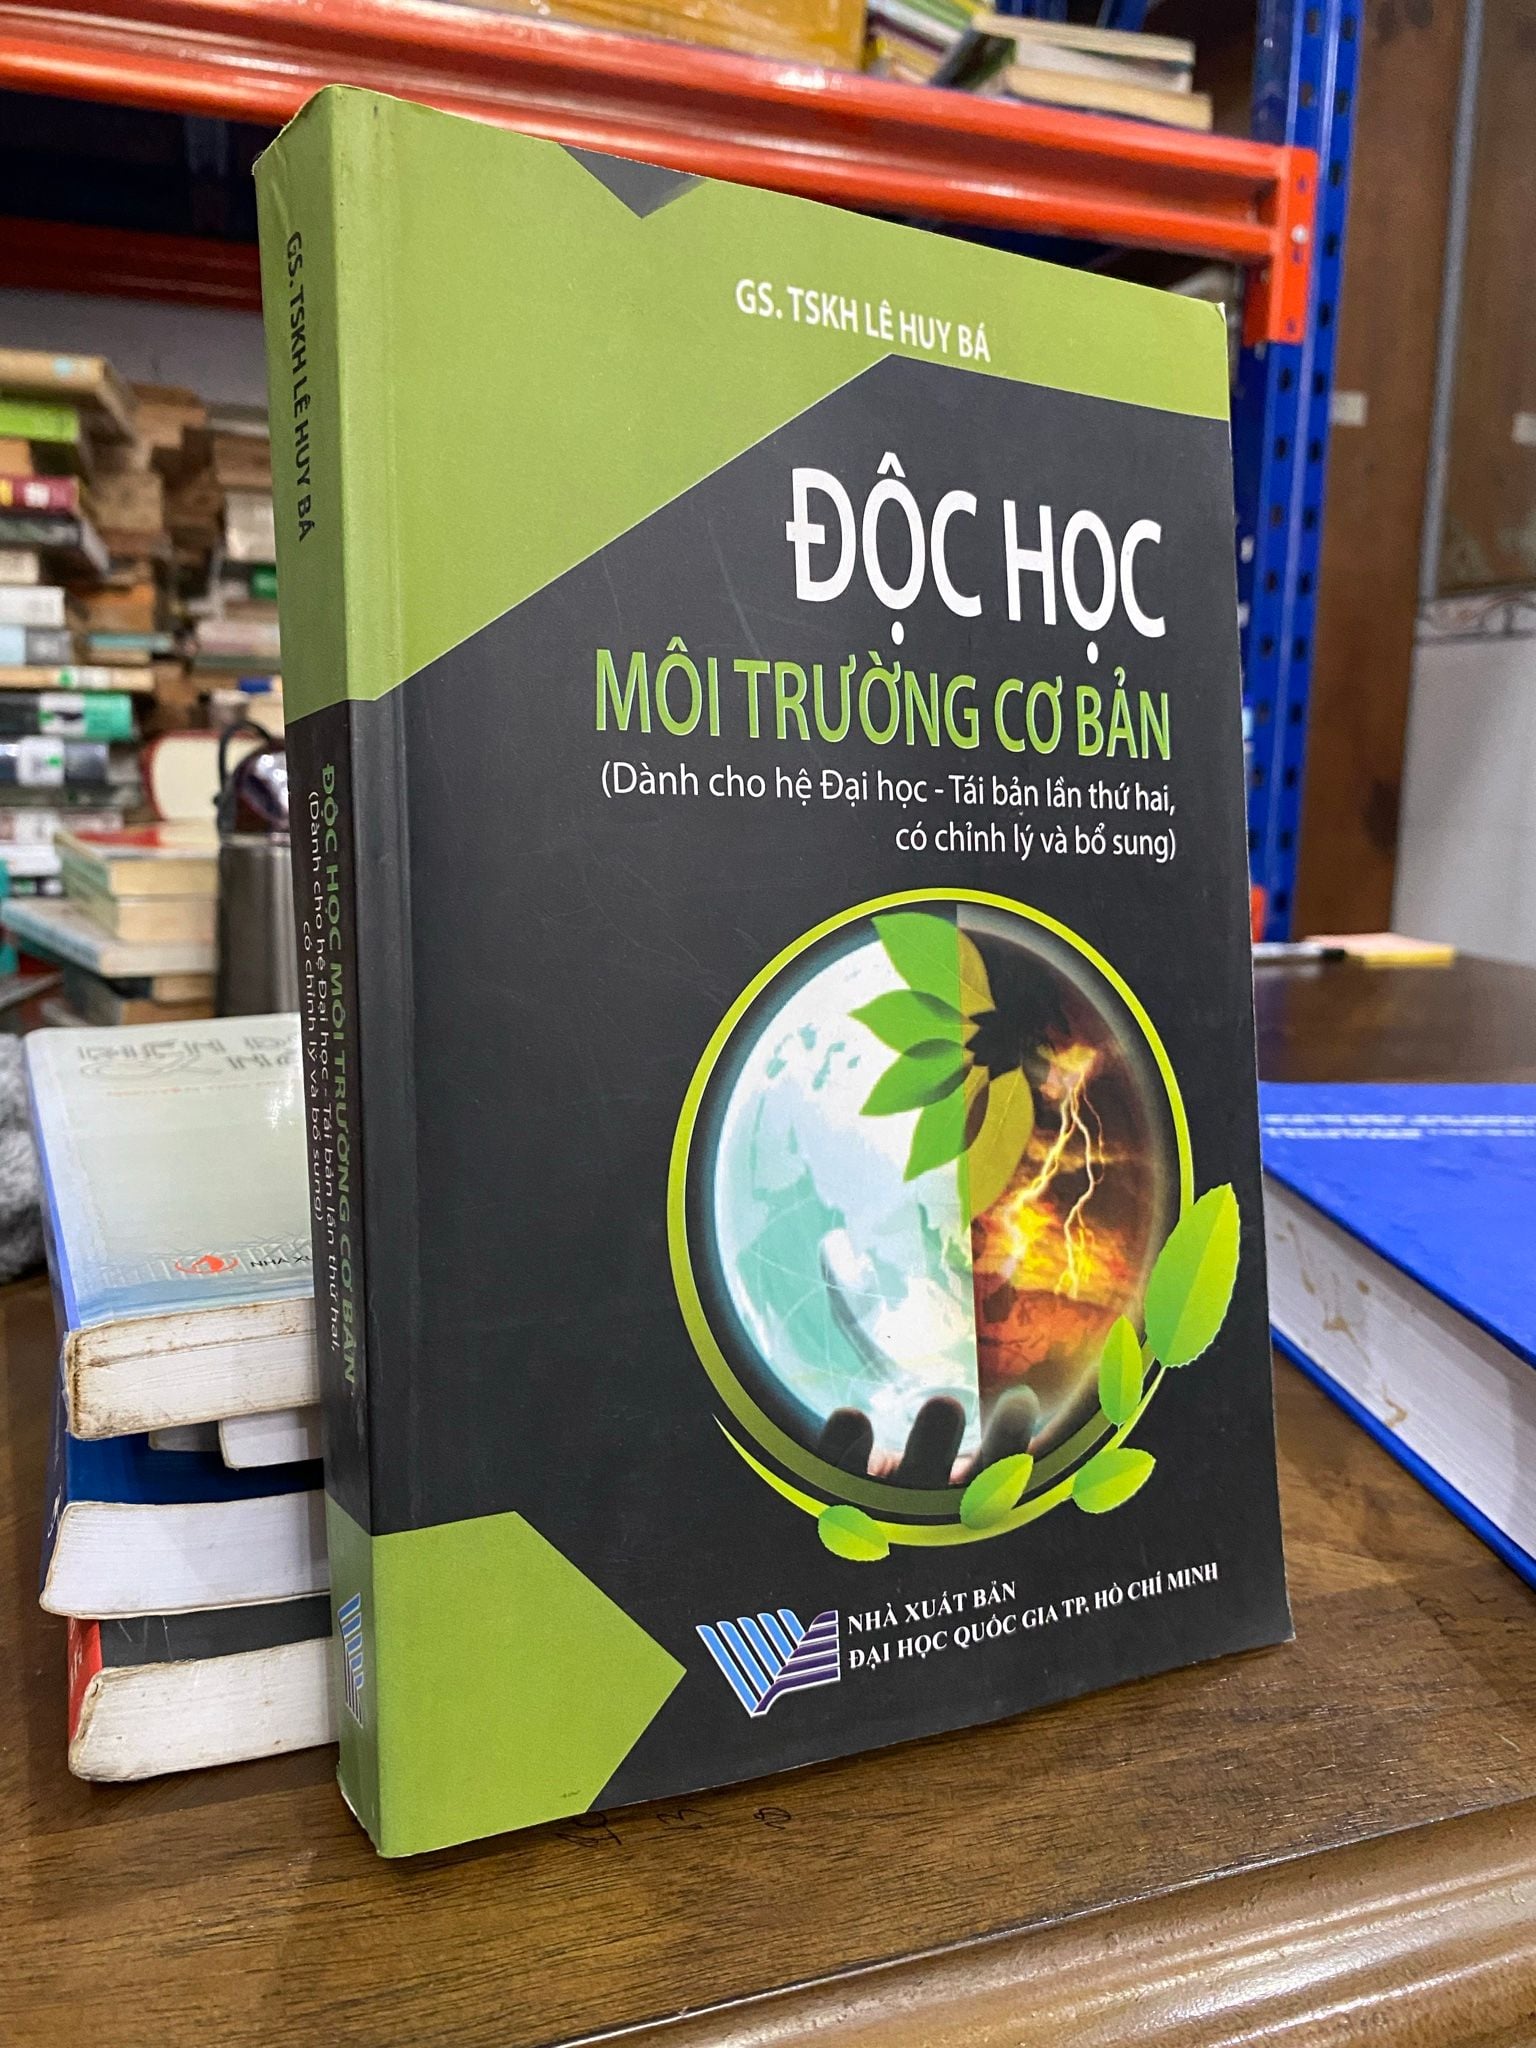 GS. TSKH LÊ HUY BÁ
ĐỘC HỌC
MÔI TRƯỜNG CƠ BẢN
(Dành cho hệ Đại học - Tái bản lần thứ hai,
có chỉnh lý và bổ sung)
NHÀ XUẤT BẢN
ĐẠI HỌC QUỐC GIA TP. HỒ CHÍ MINH
GS. TSKH LÊ HUY BÁ
ĐỘC HỌC MÔI TRƯỜNG CƠ BẢN
(Dành cho hệ Đại học - Tái bản lần thứ hai,
có chỉnh lý và bổ sung)